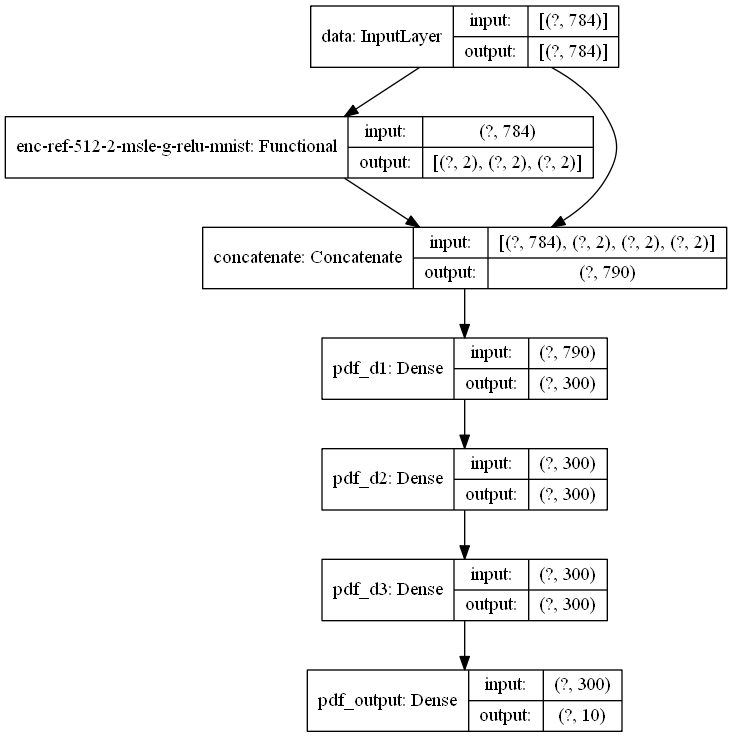 data: InputLayer
input: [(?, 784)]
output: [(?, 784)]
enc-ref-512-2-msle-g-relu-mnist: Functional
input: (?, 784)
output: [(?, 2), (?, 2), (?, 2)]
concatenate: Concatenate
input: [(?, 784), (?, 2), (?, 2), (?, 2)]
output: (?, 790)
pdf_d1: Dense
input: (?, 790)
output: (?, 300)
pdf_d2: Dense
input: (?, 300)
output: (?, 300)
pdf_d3: Dense
input: (?, 300)
output: (?, 300)
pdf_output: Dense
input: (?, 300)
output: (?, 10)